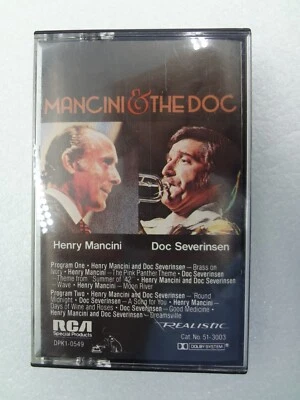 MANCINI & THE DOC
Henry Mancini Doc Severinsen
Program One • Henry Mancini and Doc Severinsen—Brass on
Ivory • Henry Mancini—The Pink Panther Theme • Doc Severinsen
—Theme from "Summer of '42" • Henry Mancini and Doc Severinsen
—Wave • Henry Mancini—Moon River
Program Two • Henry Mancini and Doc Severinsen—'Round
Midnight • Doc Severinsen—A Song for You • Henry Mancini—
Days of Wine and Roses • Doc Severinsen—Good Medicine •
Henry Mancini and Doc Severinsen—Dreamsville
RCA
Special Products
DPK1-0549
REALISTIC
Cat. No. 51-3003
DOLBY SYSTEM